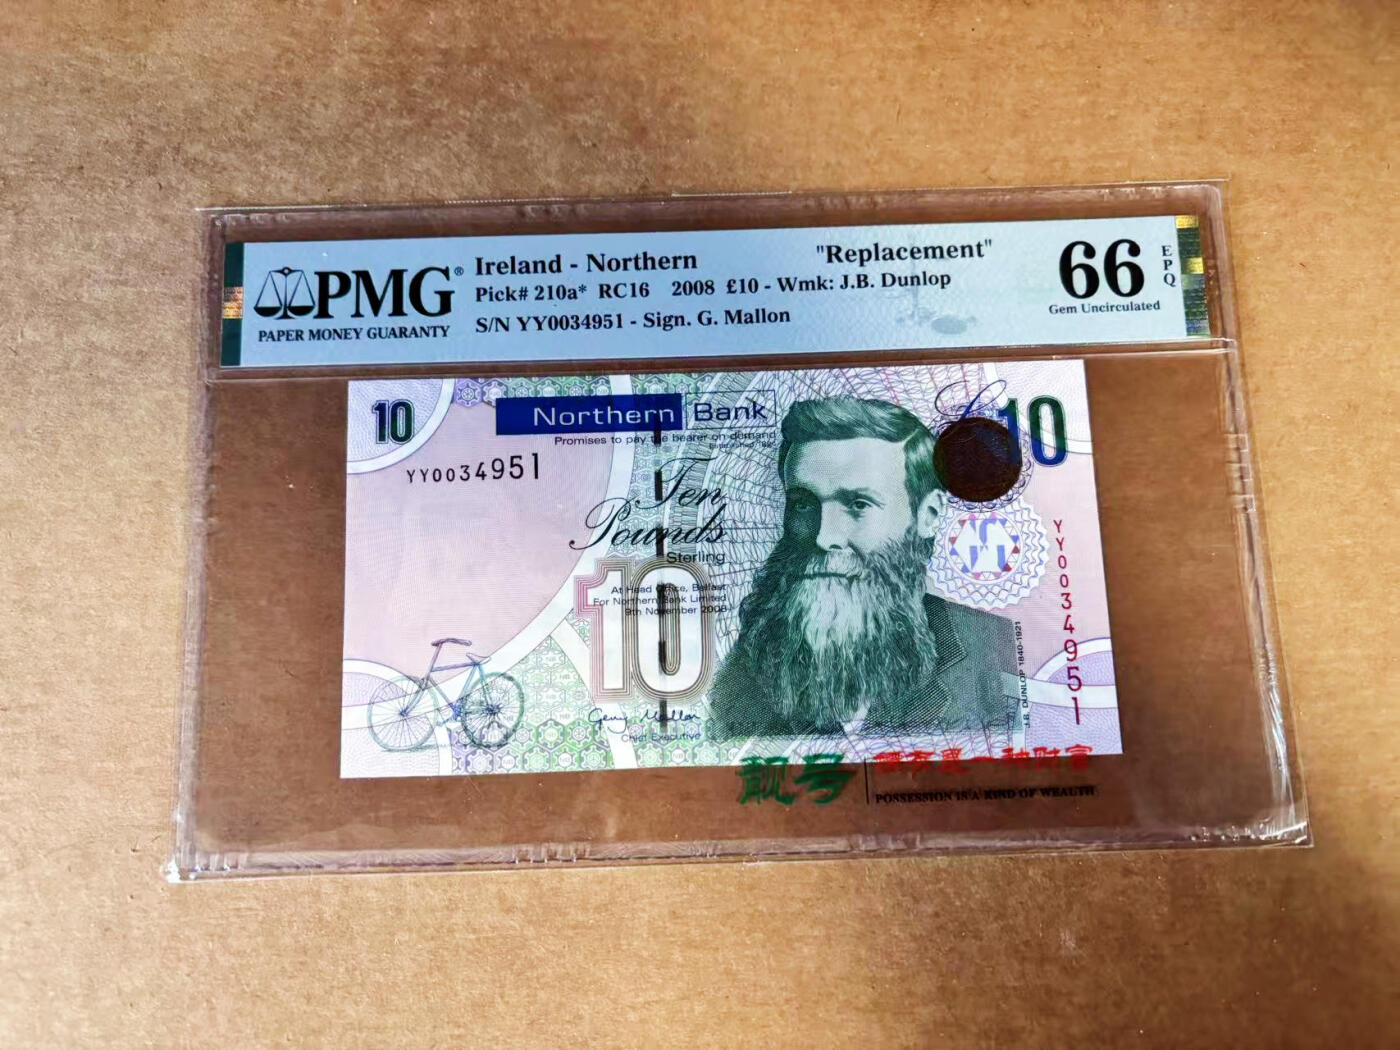 PMG®
PAPER MONEY GUARANTY
Ireland - Northern
"Replacement"
Pick# 210a* RC16 2008 £10 - Wmk: J.B. Dunlop
S/N YY0034951 - Sign. G. Mallon
66
EPQ
Gem Uncirculated
10
Northern Bank
10
Promises to pay the bearer on demand
YY0034951
Ten
Pounds
Sterling
10
At Head Office, Belfast
For Northern Bank Limited
9th November 2008
Gerry Mallon
Chief Executive
J.B. DUNLOP 1840-1921
YY0034951
靓号
POSSESSION IS A KIND OF WEALTH